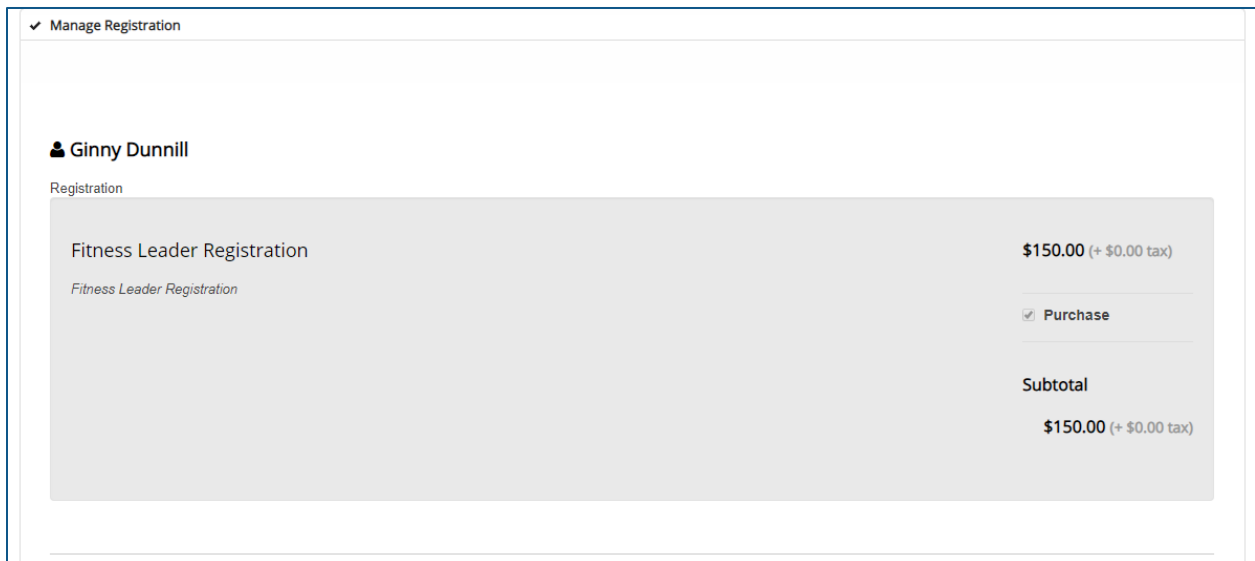 Manage Registration
Ginny Dunnill
Registration
Fitness Leader Registration
$150.00 (+ $0.00 tax)
Fitness Leader Registration
Purchase
Subtotal
$150.00 (+ $0.00 tax)